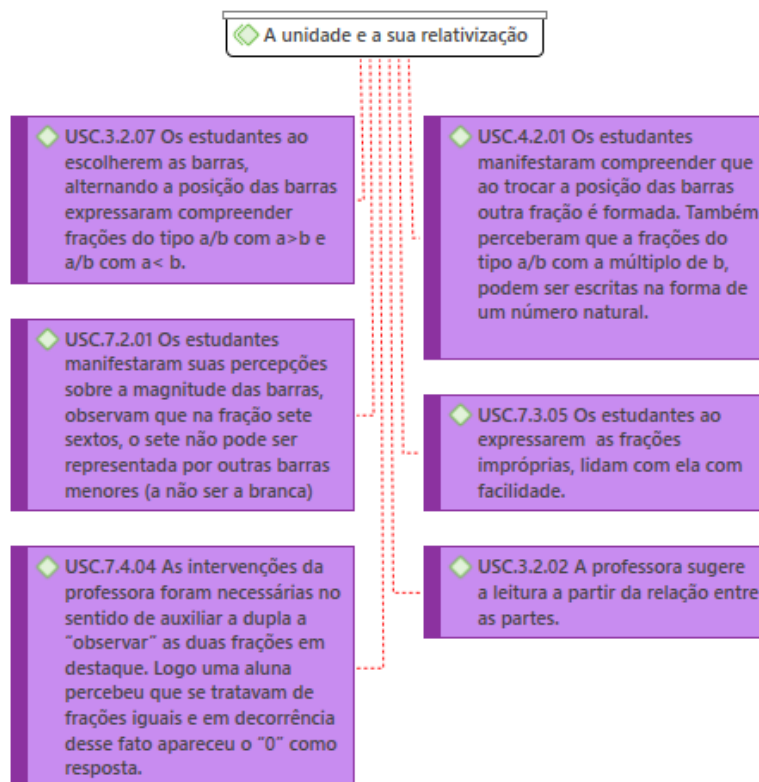 A unidade e a sua relativização
USC.3.2.07 Os estudantes ao
escolherem as barras,
alternando a posição das barras
expressaram compreender
frações do tipo a/b com a>b e
a/b com a< b.
USC.7.2.01 Os estudantes
manifestaram suas percepções
sobre a magnitude das barras,
observam que na fração sete
sextos, o sete não pode ser
representada por outras barras
menores (a não ser a branca)
USC.7.4.04 As intervenções da
professora foram necessárias no
sentido de auxiliar a dupla a
"observar" as duas frações em
destaque. Logo uma aluna
percebeu que se tratavam de
frações iguais e em decorrência
desse fato apareceu o "0" como
resposta.
USC.4.2.01 Os estudantes
manifestaram compreender que
ao trocar a posição das barras
outra fração é formada. Também
perceberam que a frações do
tipo a/b com a múltiplo de b,
podem ser escritas na forma de
um número natural.
USC.7.3.05 Os estudantes ao
expressarem  as frações
impróprias, lidam com ela com
facilidade.
USC.3.2.02 A professora sugere
a leitura a partir da relação entre
as partes.